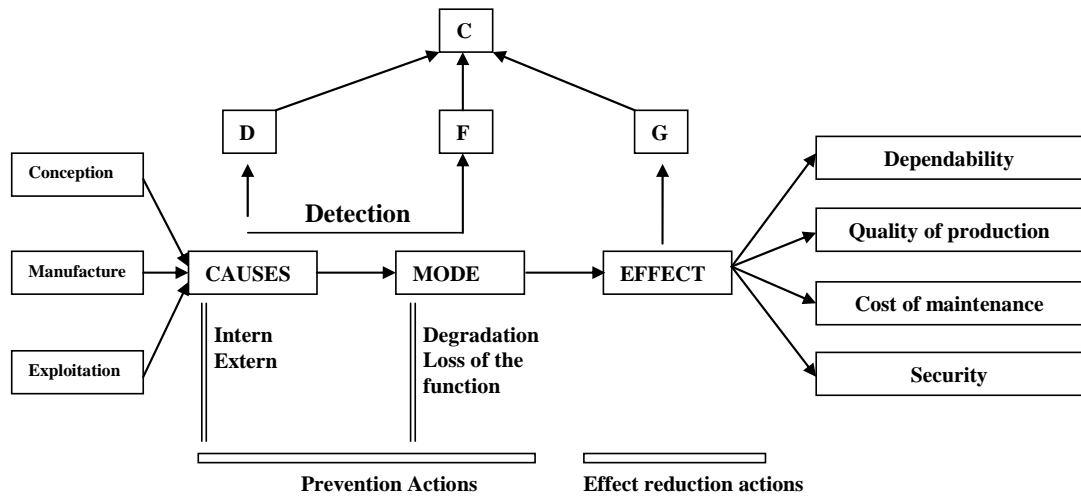 C
D
F
G
Conception
Detection
Dependability
Quality of production
Manufacture
CAUSES
MODE
EFFECT
Cost of maintenance
Intern
Extern
Degradation
Loss of the
function
Exploitation
Security
Prevention Actions
Effect reduction actions